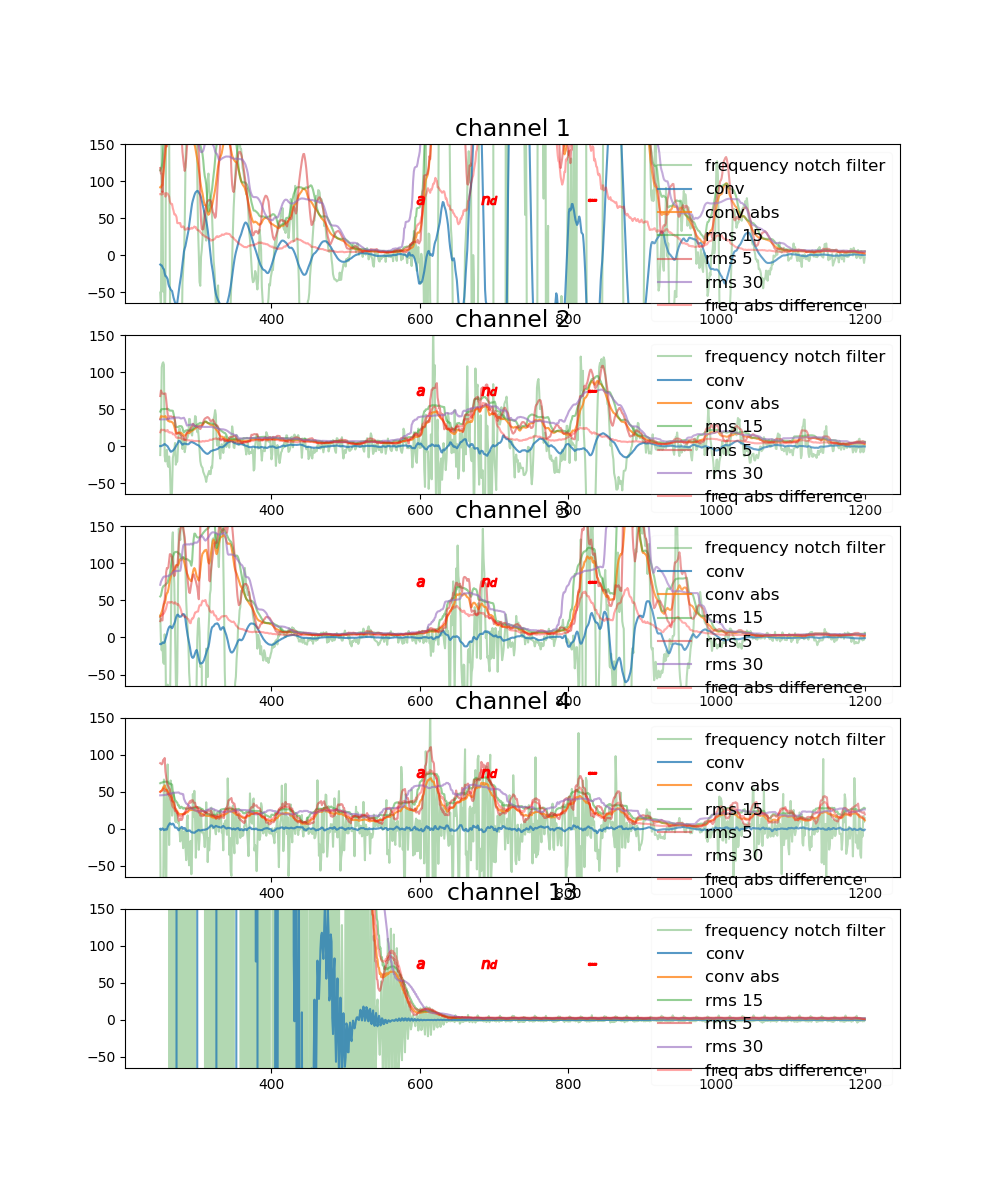 channel 1
150
100
50
0
−50
a nd −
frequency notch filter
conv
conv abs
rms 15
rms 5
rms 30
freq abs difference
400 600 800 1000 1200
channel 2
150
100
50
0
−50
a nd −
frequency notch filter
conv
conv abs
rms 15
rms 5
rms 30
freq abs difference
400 600 800 1000 1200
channel 3
150
100
50
0
−50
a nd −
frequency notch filter
conv
conv abs
rms 15
rms 5
rms 30
freq abs difference
400 600 800 1000 1200
channel 4
150
100
50
0
−50
a nd −
frequency notch filter
conv
conv abs
rms 15
rms 5
rms 30
freq abs difference
400 600 800 1000 1200
channel 13
150
100
50
0
−50
a nd −
frequency notch filter
conv
conv abs
rms 15
rms 5
rms 30
freq abs difference
400 600 800 1000 1200